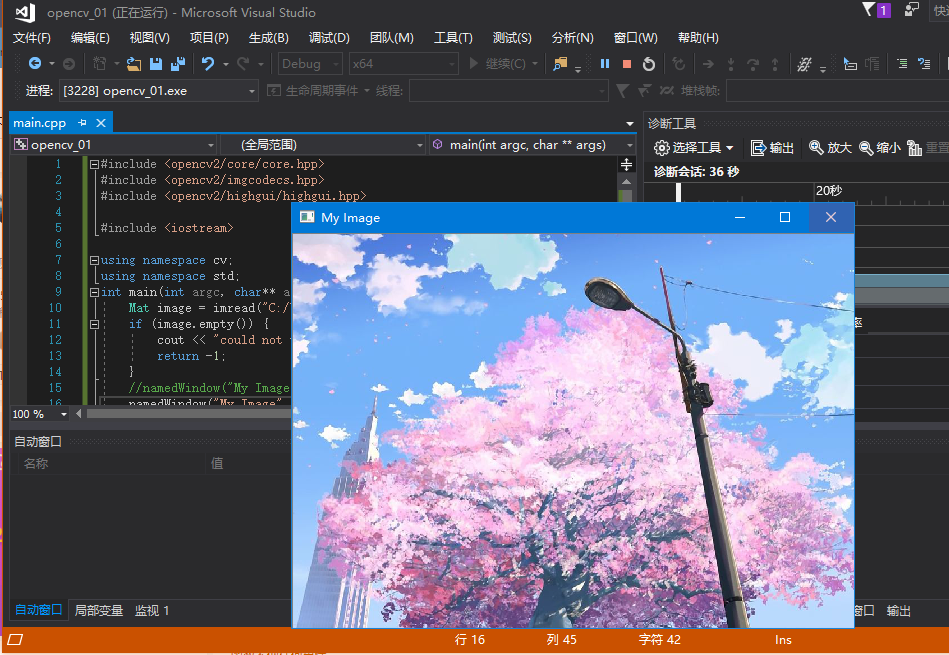 opencv_01 (正在运行) - Microsoft Visual Studio
1
快速
文件(F) 编辑(E) 视图(V) 项目(P) 生成(B) 调试(D) 团队(M) 工具(T) 测试(S) 分析(N) 窗口(W) 帮助(H)
Debug x64 继续(C)
进程: [3228] opencv_01.exe 生命周期事件 线程: 堆栈帧:
main.cpp
诊断工具
opencv_01 (全局范围) main(int argc, char ** args)
选择工具 输出 放大 缩小 重置
诊断会话: 36 秒
20秒
1 #include <opencv2/core/core.hpp>
2 #include <opencv2/imgcodecs.hpp>
3 #include <opencv2/highgui/highgui.hpp>
4
5 #include <iostream>
6
7 using namespace cv;
8 using namespace std;
9 int main(int argc, char** a
10 Mat image = imread("C:/
11 if (image.empty()) {
12 cout << "could not
13 return -1;
14 }
15 //namedWindow("My Image
16 namedWindow("My Image"
My Image
率
100 %
自动窗口
名称 值
自动窗口 局部变量 监视 1
窗口 输出
行 16 列 45 字符 42 Ins